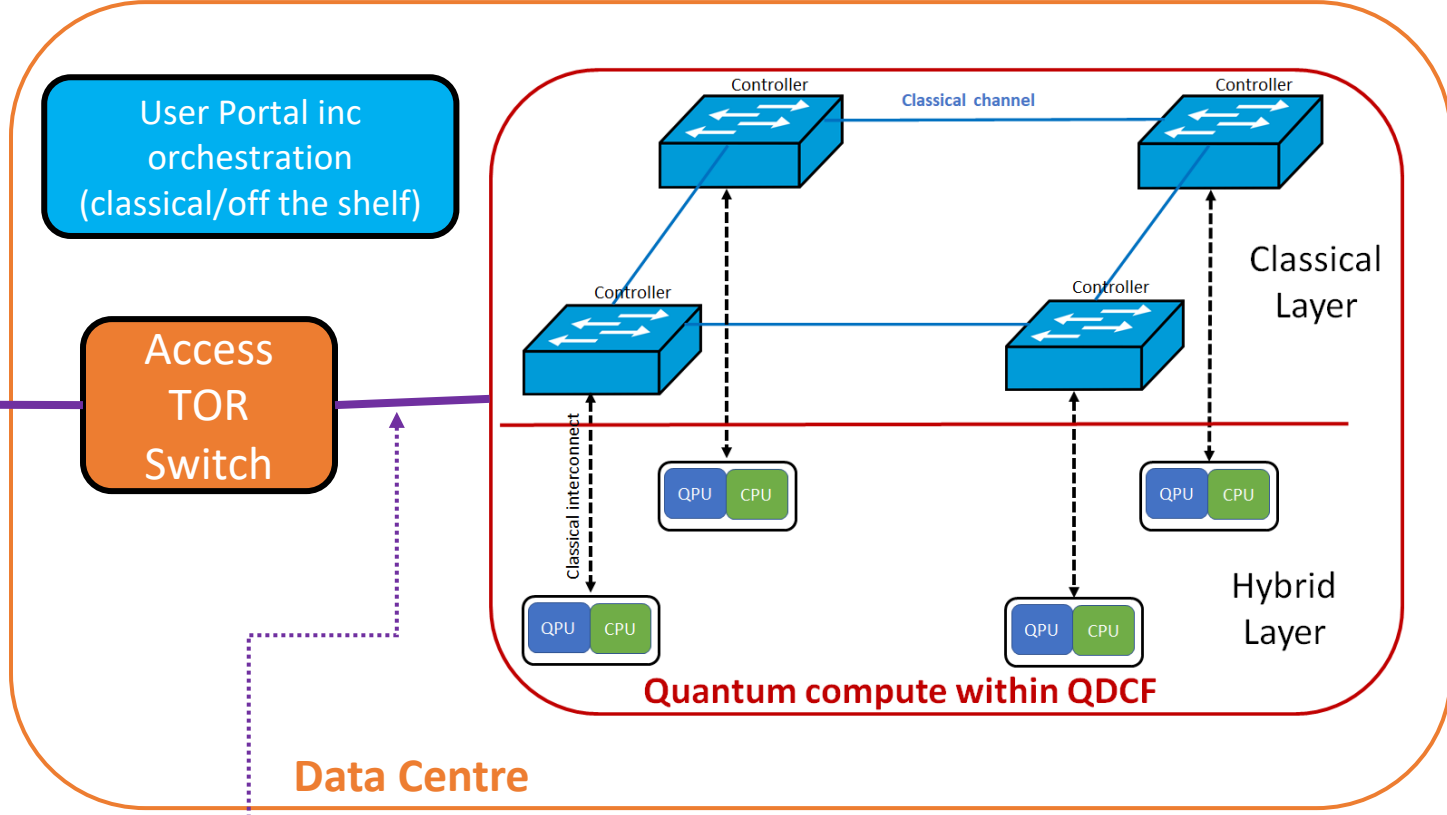 User Portal inc
orchestration
(classical/off the shelf)
Access
TOR
Switch
Controller
Classical channel
Controller
Controller
Controller
Classical
Layer
Classical interconnect
QPU CPU
QPU CPU
QPU CPU
QPU CPU
Hybrid
Layer
Quantum compute within QDCF
Data Centre